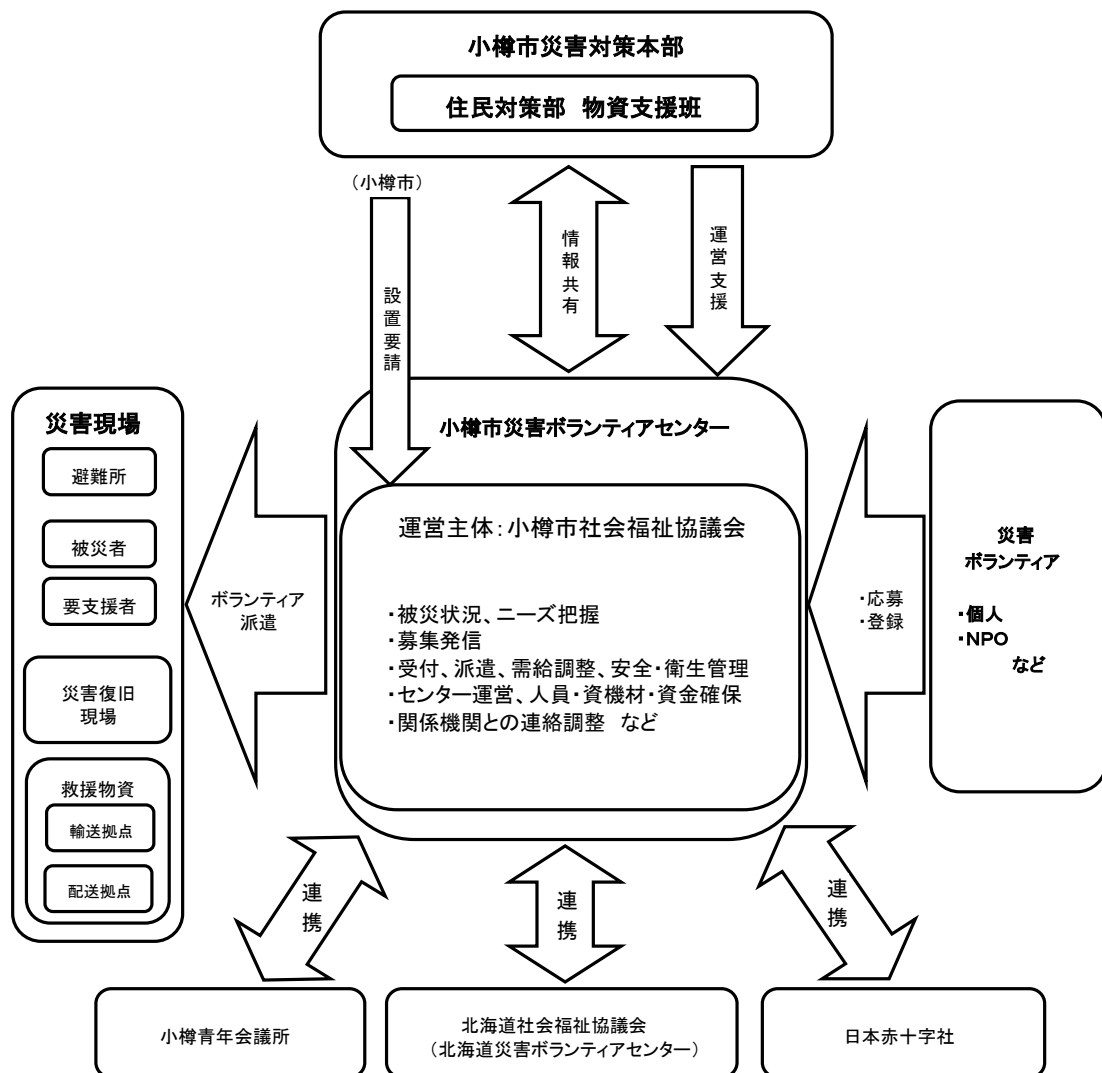 小樽市災害対策本部
住民対策部 物資支援班
(小樽市)
設置要請
情報共有
運営支援
災害現場
避難所
被災者
要支援者
災害復旧
現場
救援物資
輸送拠点
配送拠点
ボランティア
派遣
小樽市災害ボランティアセンター
運営主体:小樽市社会福祉協議会
・被災状況、ニーズ把握
・募集発信
・受付、派遣、需給調整、安全・衛生管理
・センター運営、人員・資機材・資金確保
・関係機関との連絡調整 など
・応募
・登録
災害
ボランティア
・個人
・NPO
など
連携
連携
連携
小樽青年会議所
北海道社会福祉協議会
(北海道災害ボランティアセンター)
日本赤十字社